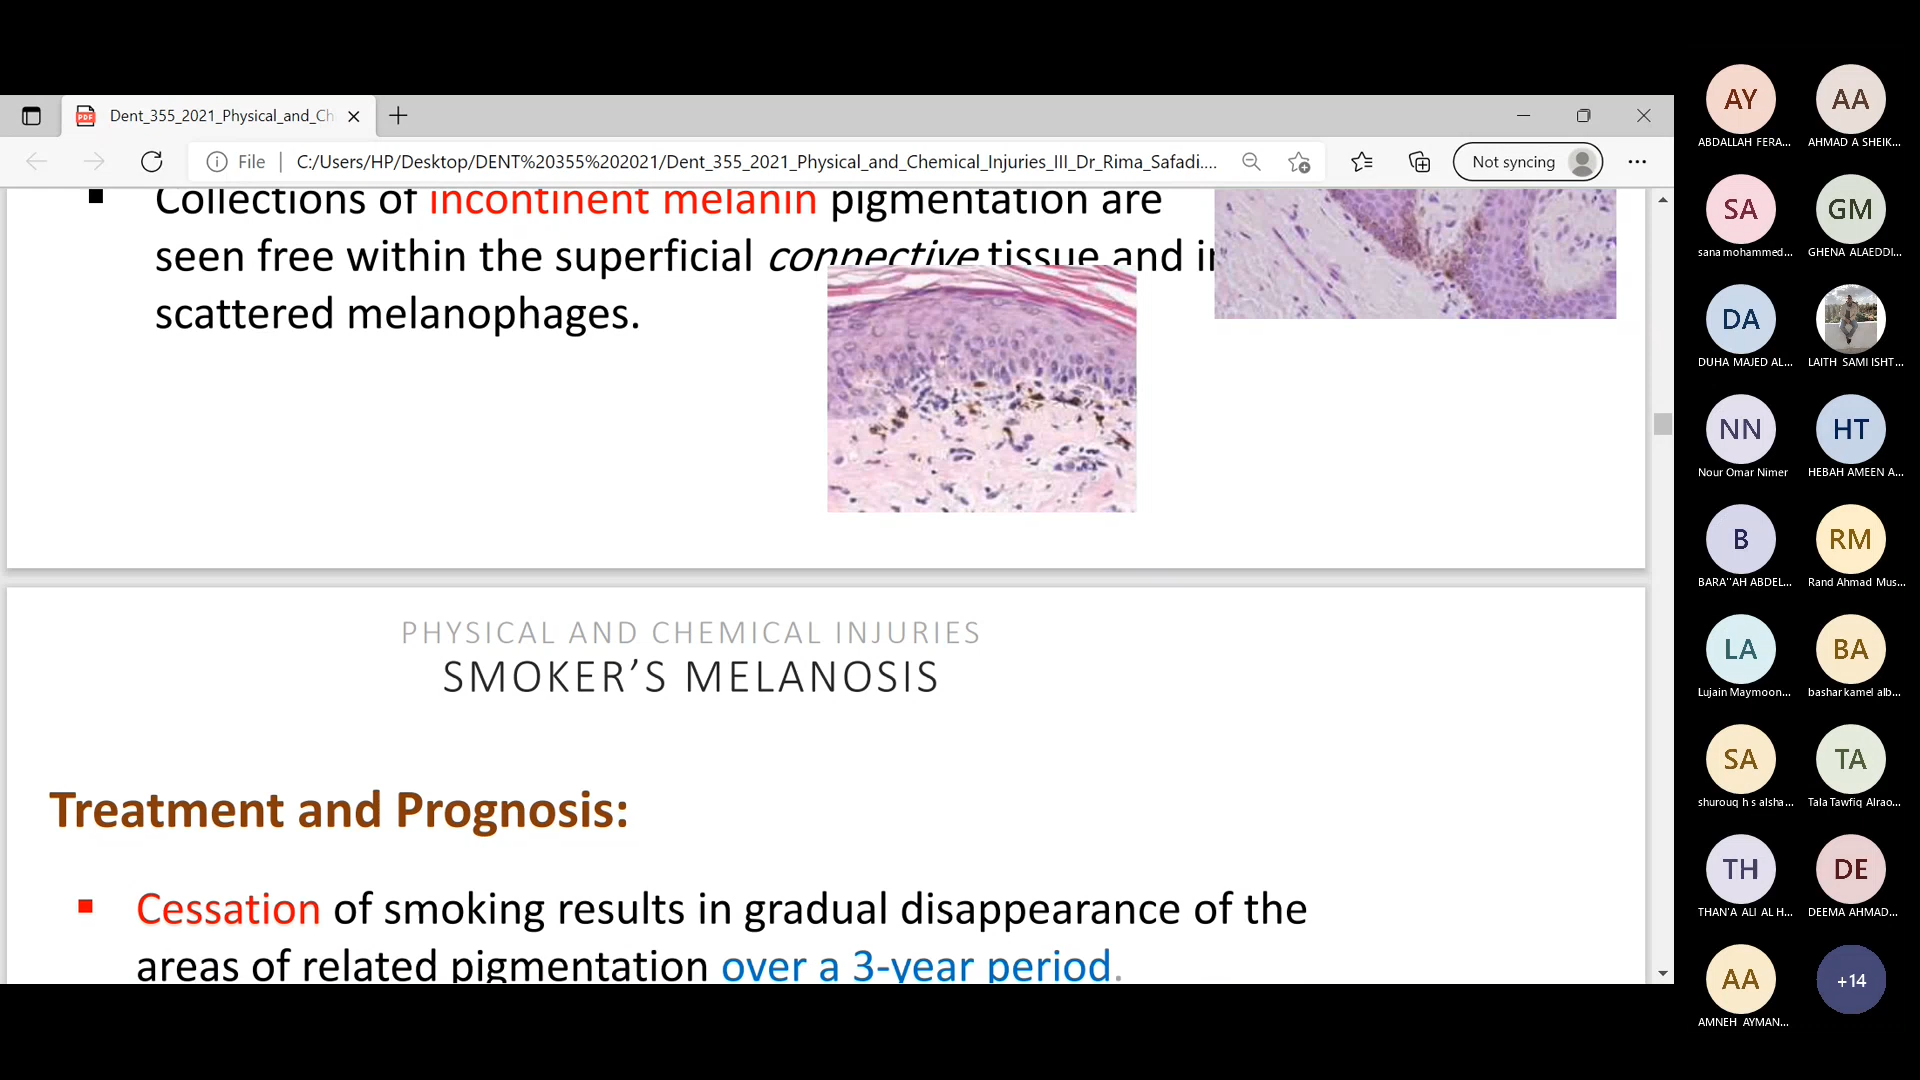 Dent_355_2021_Physical_and_Ch
File
C:/Users/HP/Desktop/DENT%20355%202021/Dent_355_2021_Physical_and_Chemical_Injuries_III_Dr_Rima_Safadi....
Not syncing
Collections of incontinent melanin pigmentation are
seen free within the superficial connective tissue and in
scattered melanophages.
PHYSICAL AND CHEMICAL INJURIES
SMOKER’S MELANOSIS
Treatment and Prognosis:
Cessation of smoking results in gradual disappearance of the
areas of related pigmentation over a 3-year period.
AY
ABDALLAH FERA...
AA
AHMAD A SHEIK...
SA
sana mohammed...
GM
GHENA ALAEDDI...
DA
DUHA MAJED AL...
LAITH SAMI ISHT...
NN
Nour Omar Nimer
HT
HEBAH AMEEN A...
B
BARA''AH ABDEL...
RM
Rand Ahmad Mus...
LA
Lujain Maymoon...
BA
bashar kamel alb...
SA
shurouq h s alsha...
TA
Tala Tawfiq Alrao...
TH
THAN'A ALI AL H...
DE
DEEMA AHMAD...
AA
AMNEH AYMAN...
+14